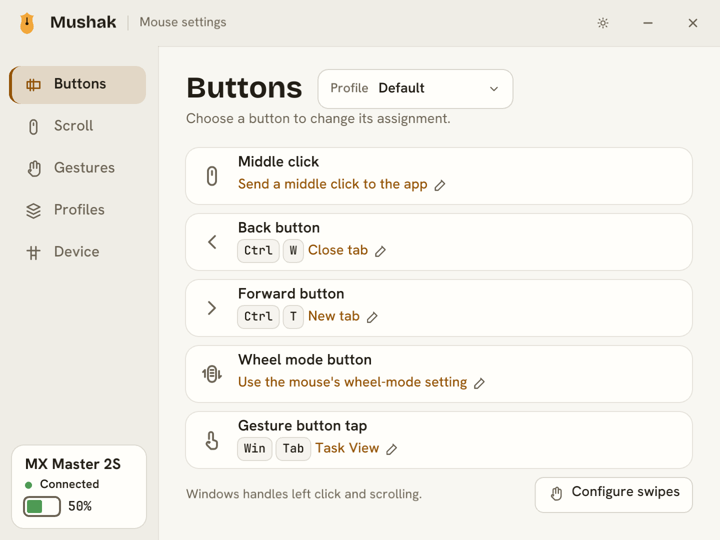 Mushak
Mouse settings
Buttons
Scroll
Gestures
Profiles
Device
MX Master 2S
Connected
50%
Buttons
Profile Default
Choose a button to change its assignment.
Middle click
Send a middle click to the app
Back button
Ctrl W Close tab
Forward button
Ctrl T New tab
Wheel mode button
Use the mouse's wheel-mode setting
Gesture button tap
Win Tab Task View
Windows handles left click and scrolling.
Configure swipes